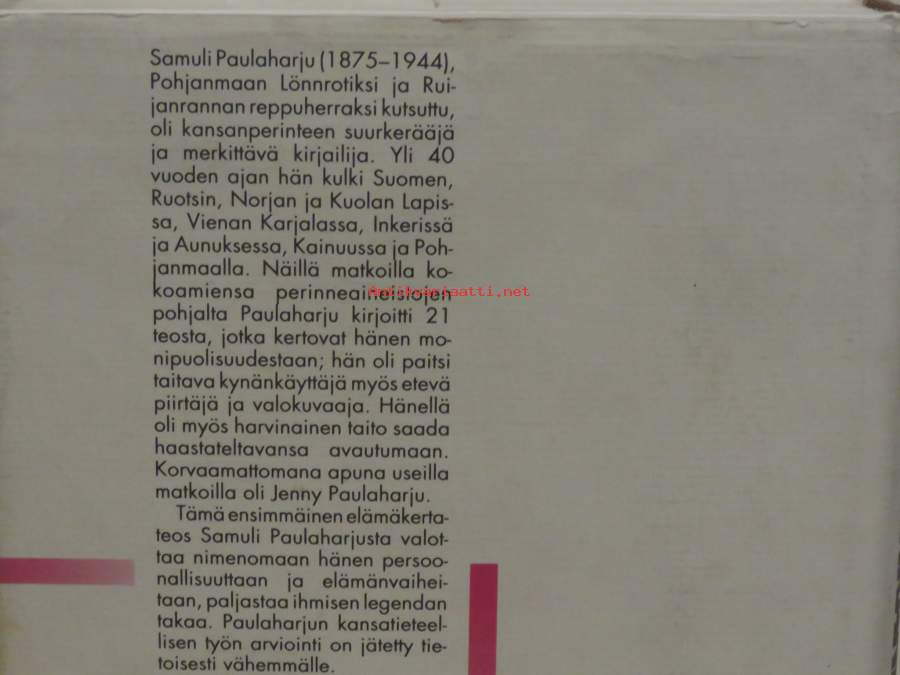 Samuli Paulaharju (1875–1944),
Pohjanmaan Lönnrotiksi ja Rui-
janrannan reppuherraksi kutsuttu,
oli kansanperinteen suurkerääjä
ja merkittävä kirjailija. Yli 40
vuoden ajan hän kulki Suomen,
Ruotsin, Norjan ja Kuolan Lapis-
sa, Vienan Karjalassa, Inkerissä
ja Aunuksessa, Kainuussa ja Poh-
janmaalla. Näillä matkoilla ko-
koamiensa perinneaineistojen
antikvariaatti.net
pohjalta Paulaharju kirjoitti 21
teosta, jotka kertovat hänen mo-
nipuolisuudestaan; hän oli paitsi
taitava kynänkäyttäjä myös etevä
piirtäjä ja valokuvaaja. Hänellä
oli myös harvinainen taito saada
haastateltavansa avautumaan.
Korvaamattomana apuna useilla
matkoilla oli Jenny Paulaharju.
Tämä ensimmäinen elämäkerta-
teos Samuli Paulaharjusta valot-
taa nimenomaan hänen persoo-
nallisuuttaan ja elämänvaihei-
taan, paljastaa ihmisen legendan
takaa. Paulaharjun kansatieteel-
lisen työn arviointi on jätetty tie-
toisesti vähemmälle.